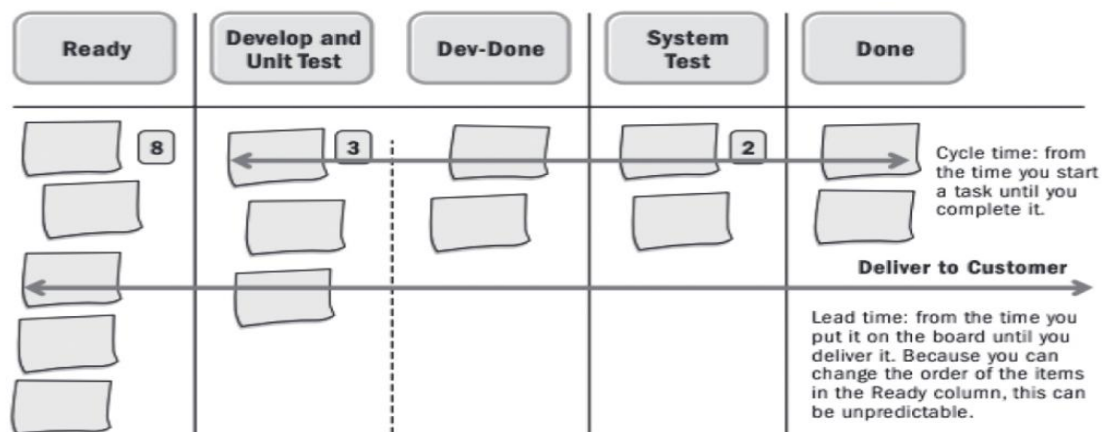 Ready
Develop and
Unit Test
Dev-Done
System
Test
Done
8
3
2
Cycle time: from
the time you start
a task until you
complete it.
Deliver to Customer
Lead time: from the time you
put it on the board until you
deliver it. Because you can
change the order of the items
in the Ready column, this can
be unpredictable.